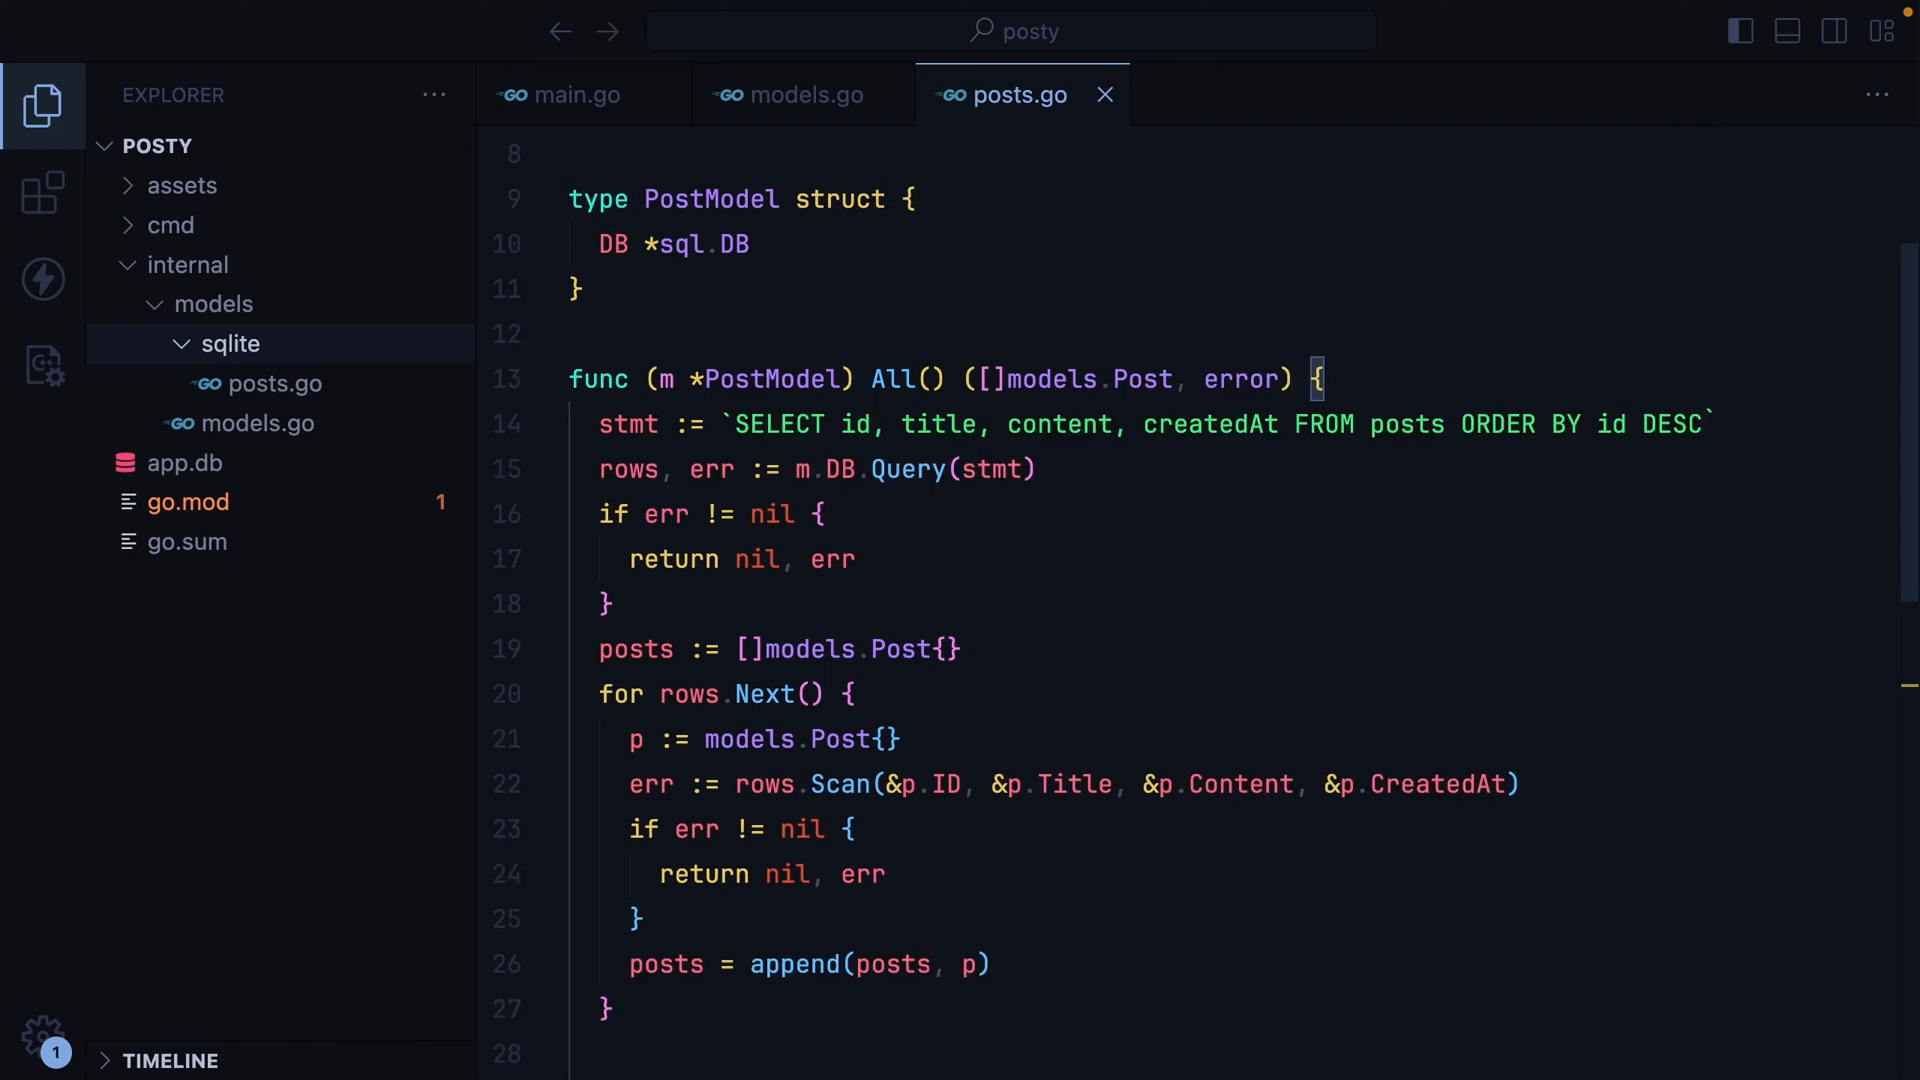 posty
EXPLORER
POSTY
assets
cmd
internal
models
sqlite
GO posts.go
GO models.go
app.db
go.mod 1
go.sum
1
TIMELINE
GO main.go
GO models.go
GO posts.go
8
9 type PostModel struct {
10 DB *sql.DB
11 }
12
13 func (m *PostModel) All() ([]models.Post, error) {
14 stmt := `SELECT id, title, content, createdAt FROM posts ORDER BY id DESC`
15 rows, err := m.DB.Query(stmt)
16 if err != nil {
17 return nil, err
18 }
19 posts := []models.Post{}
20 for rows.Next() {
21 p := models.Post{}
22 err := rows.Scan(&p.ID, &p.Title, &p.Content, &p.CreatedAt)
23 if err != nil {
24 return nil, err
25 }
26 posts = append(posts, p)
27 }
28